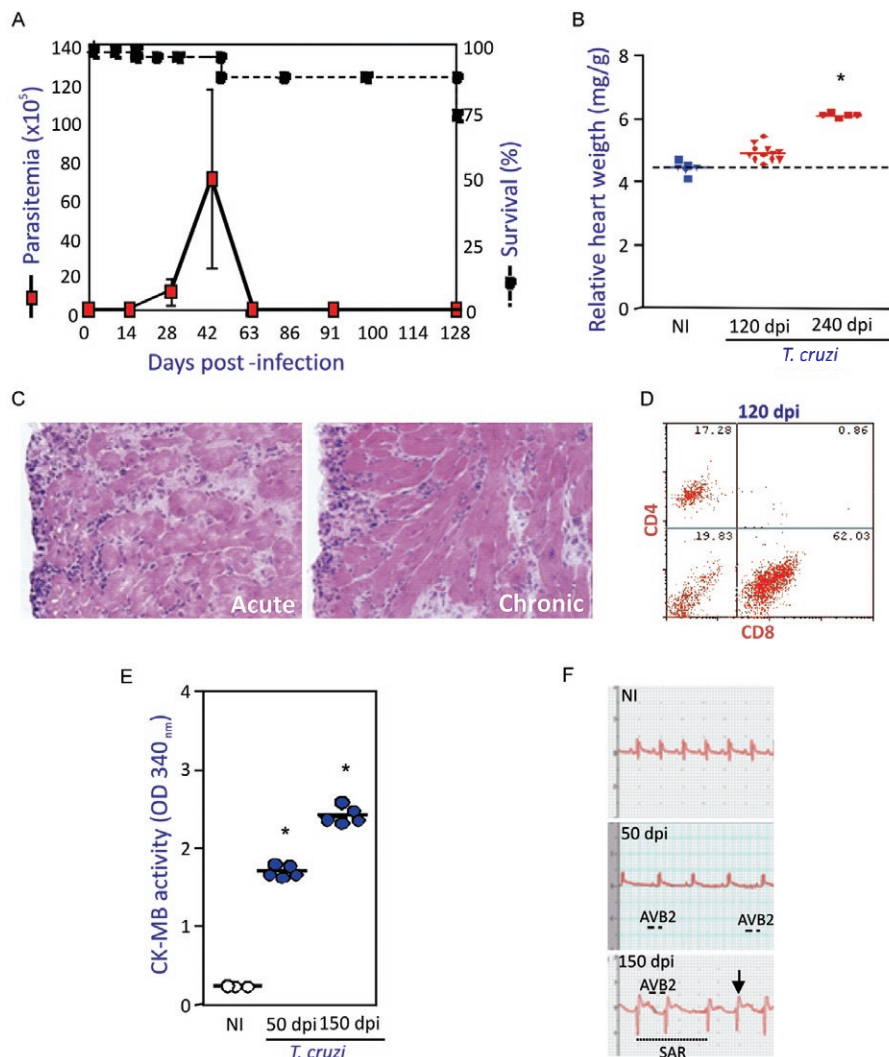 A
Parasitemia (x10⁵)
140
120
100
80
60
40
20
0
0 14 28 42 63 86 91 100 114 128
Days post -infection
100
75
50
25
0
Survival (%)
B
Relative heart weigth (mg/g)
8
6
4
2
0
*
NI 120 dpi 240 dpi
T. cruzi
C
Acute
Chronic
D
120 dpi
17.28 0.86
19.83 62.03
CD4
CD8
E
CK-MB activity (OD 340 nm)
4
3
2
1
0
*
*
NI 50 dpi 150 dpi
T. cruzi
F
NI
50 dpi
AVB2 AVB2
150 dpi
AVB2
SAR